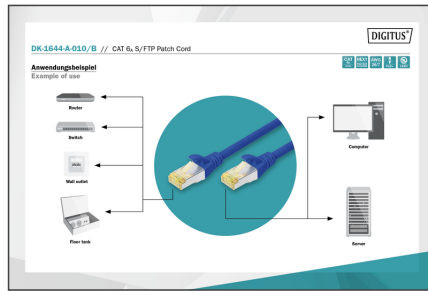 DIGITUS®
DK-1644-A-010/B // CAT 6A S/FTP Patch Cord
Anwendungsbeispiel
Example of use
CAT
Router
Switch
Wall outlet
Floor tank
Computer
Server